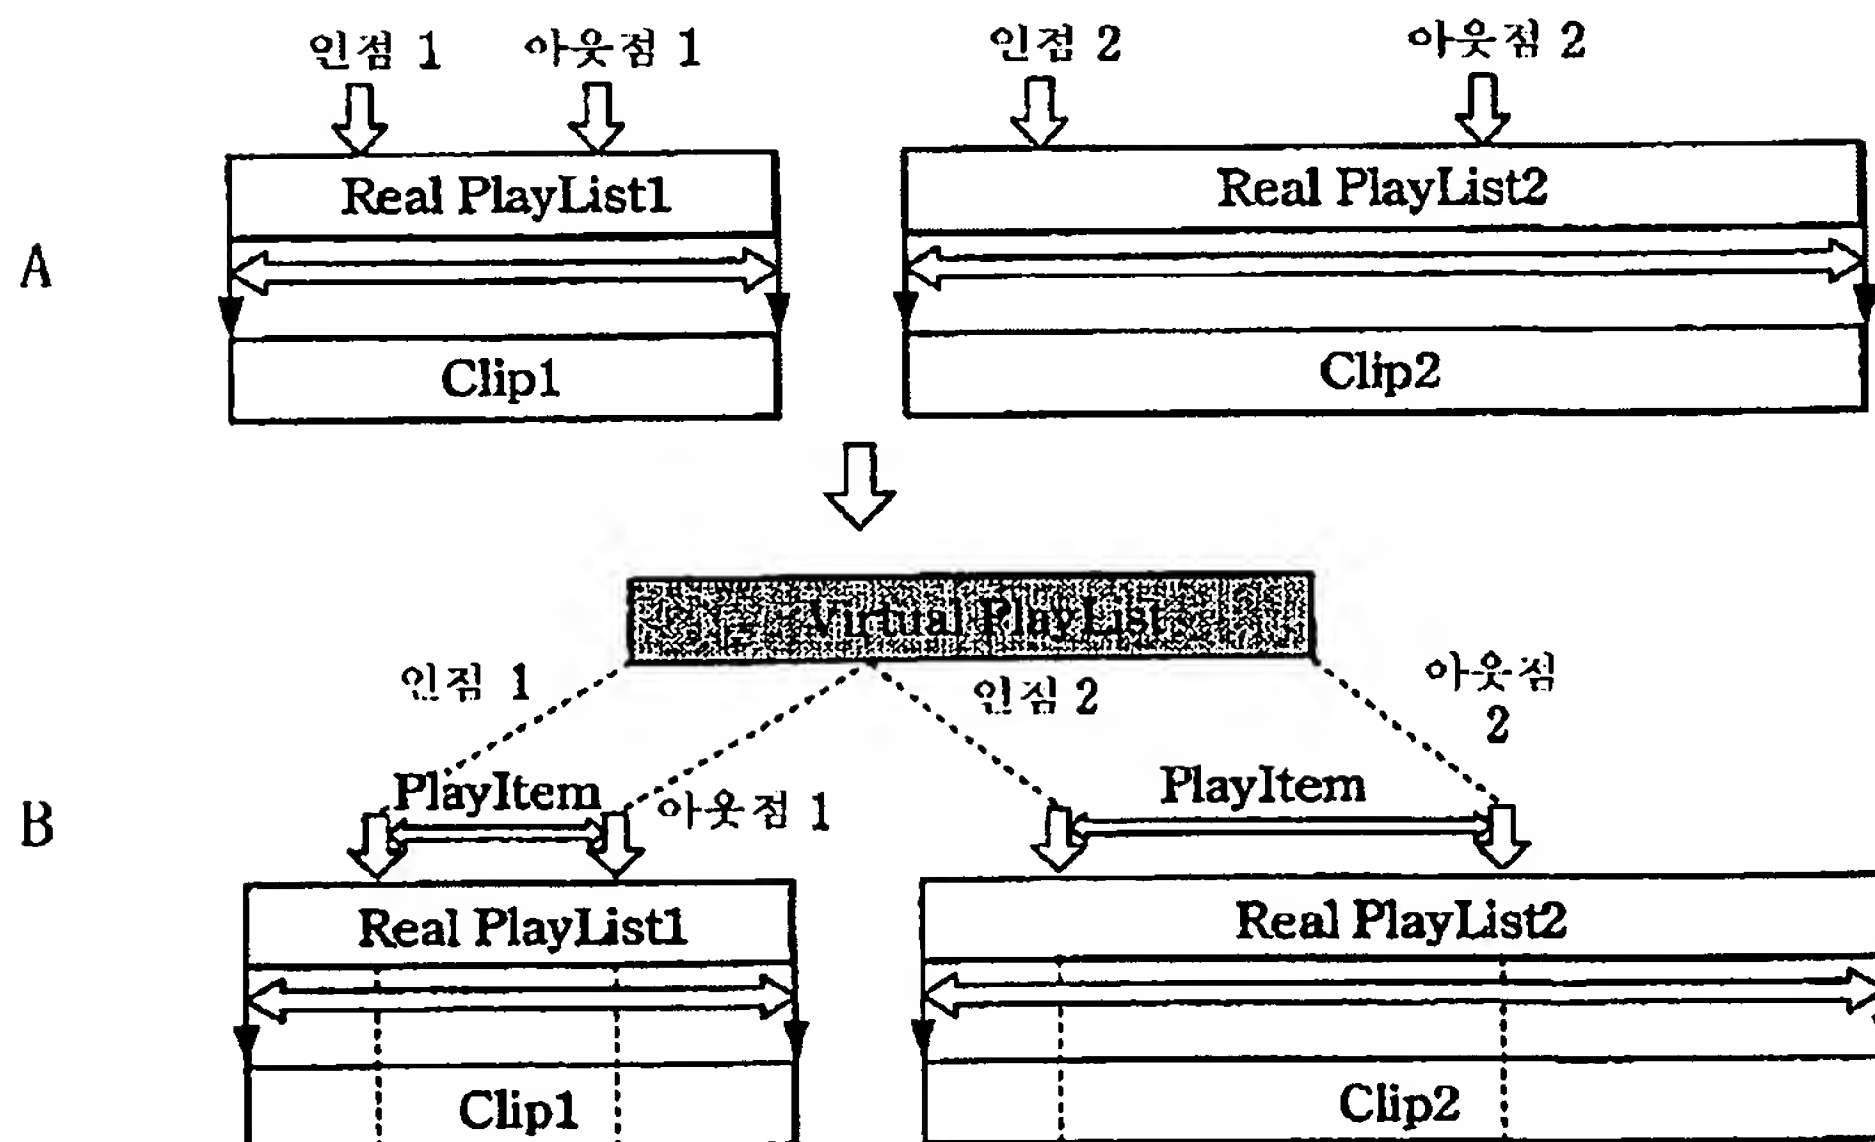 인점 1 아웃점 1 인점 2 아웃점 2
Real PlayList1 Real PlayList2
A
Clip1 Clip2
Virtual PlayList
인점 1 인점 2 아웃점
2
PlayItem PlayItem
아웃점 1
B
Real PlayList1 Real PlayList2
Clip1 Clip2